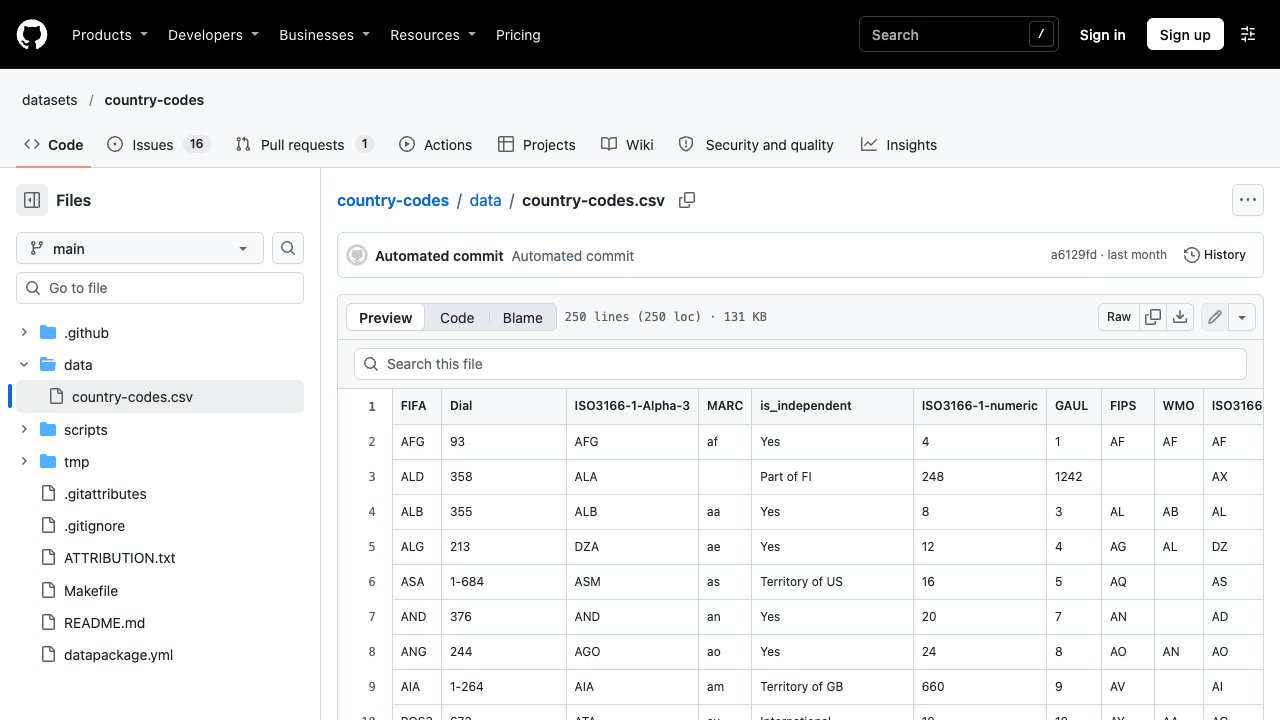 Products Developers Businesses Resources Pricing Search / Sign in Sign up
datasets / country-codes
Code Issues 16 Pull requests 1 Actions Projects Wiki Security and quality Insights
Files
main
Go to file
.github
data
country-codes.csv
scripts
tmp
.gitattributes
.gitignore
ATTRIBUTION.txt
Makefile
README.md
datapackage.yml
country-codes / data / country-codes.csv
Automated commit Automated commit a6129fd · last month History
Preview Code Blame 250 lines (250 loc) · 131 KB Raw
Search this file
1 FIFA Dial ISO3166-1-Alpha-3 MARC is_independent ISO3166-1-numeric GAUL FIPS WMO ISO3166
2 AFG 93 AFG af Yes 4 1 AF AF AF
3 ALD 358 ALA Part of FI 248 1242 AX
4 ALB 355 ALB aa Yes 8 3 AL AB AL
5 ALG 213 DZA ae Yes 12 4 AG AL DZ
6 ASA 1-684 ASM as Territory of US 16 5 AQ AS
7 AND 376 AND an Yes 20 7 AN AD
8 ANG 244 AGO ao Yes 24 8 AO AN AO
9 AIA 1-264 AIA am Territory of GB 660 9 AV AI